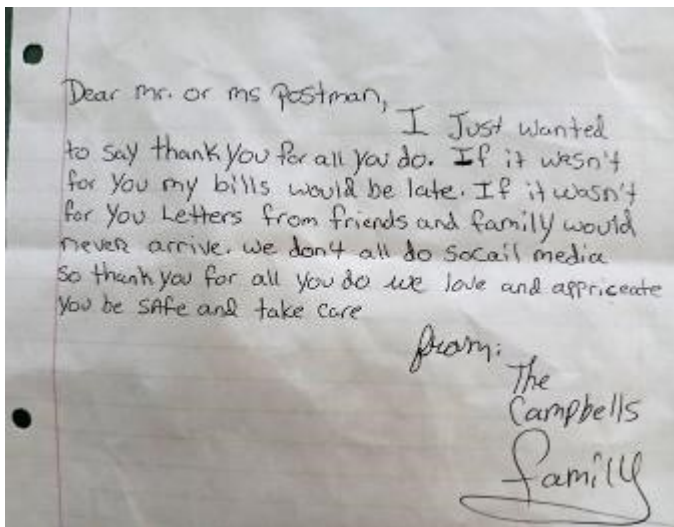 Dear mr. or ms Postman,
I Just wanted
to say thank you for all you do. If it wasn't
for you my bills would be late. If it wasn't
for you Letters from friends and family would
never arrive. we don't all do socail media
so thank you for all you do we love and appriceate
you be SAfe and take care
From:
The
Campbells
familly